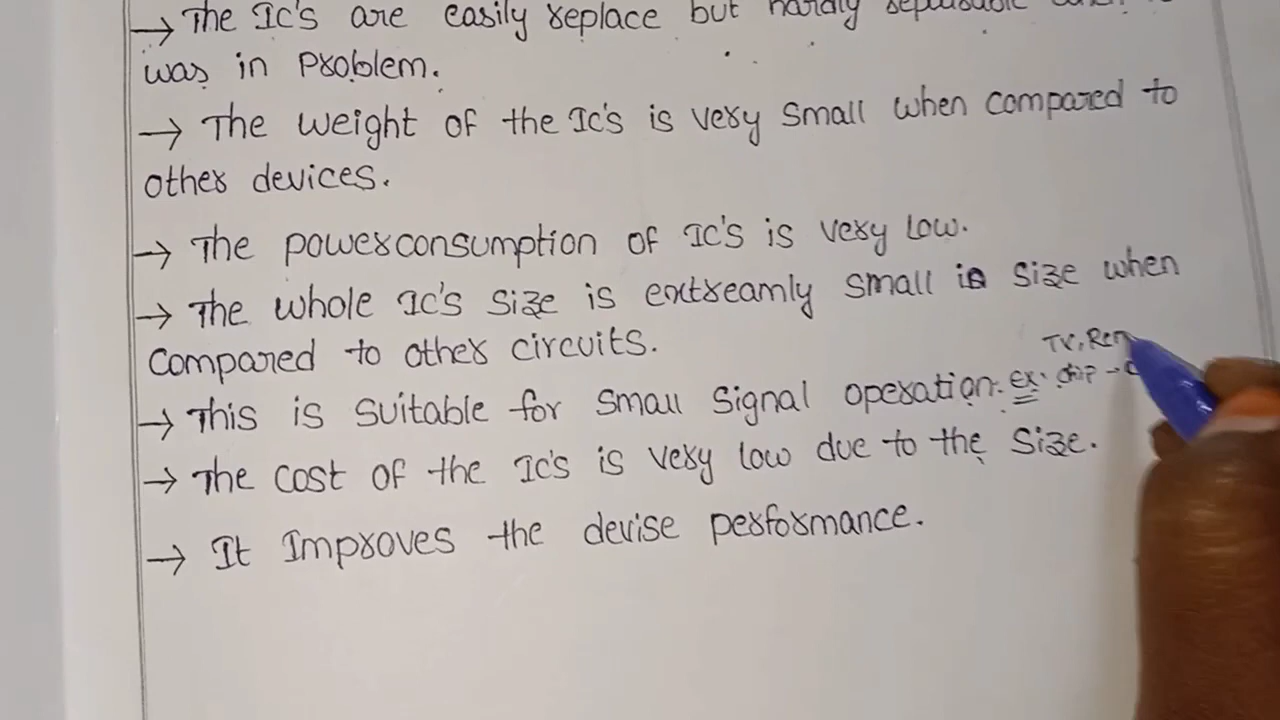 → The IC's are easily replace but hardly
was in Problem.
→ The weight of the IC's is very small when compared to
other devices.
→ The powerconsumption of IC's is very low.
→ The whole IC's size is extreamly small in size when
Compared to other circuits.
TV, Rem
→ This is suitable for small signal operation. ex: chip -
→ The cost of the IC's is very low due to the size.
→ It Improves the devise performance.